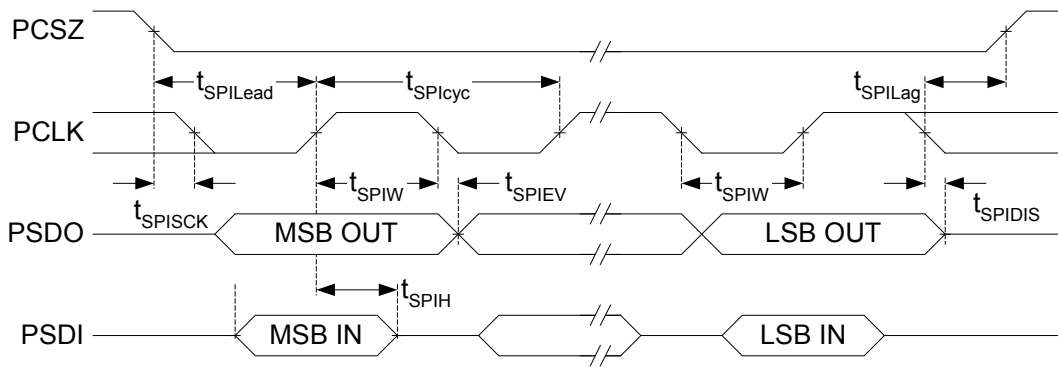 PCSZ
tSPILead
tSPIcyc
tSPILag
PCLK
tSPIW
tSPIEV
tSPIW
tSPISCK
tSPIDIS
PSDO
MSB OUT
LSB OUT
tSPIH
PSDI
MSB IN
LSB IN